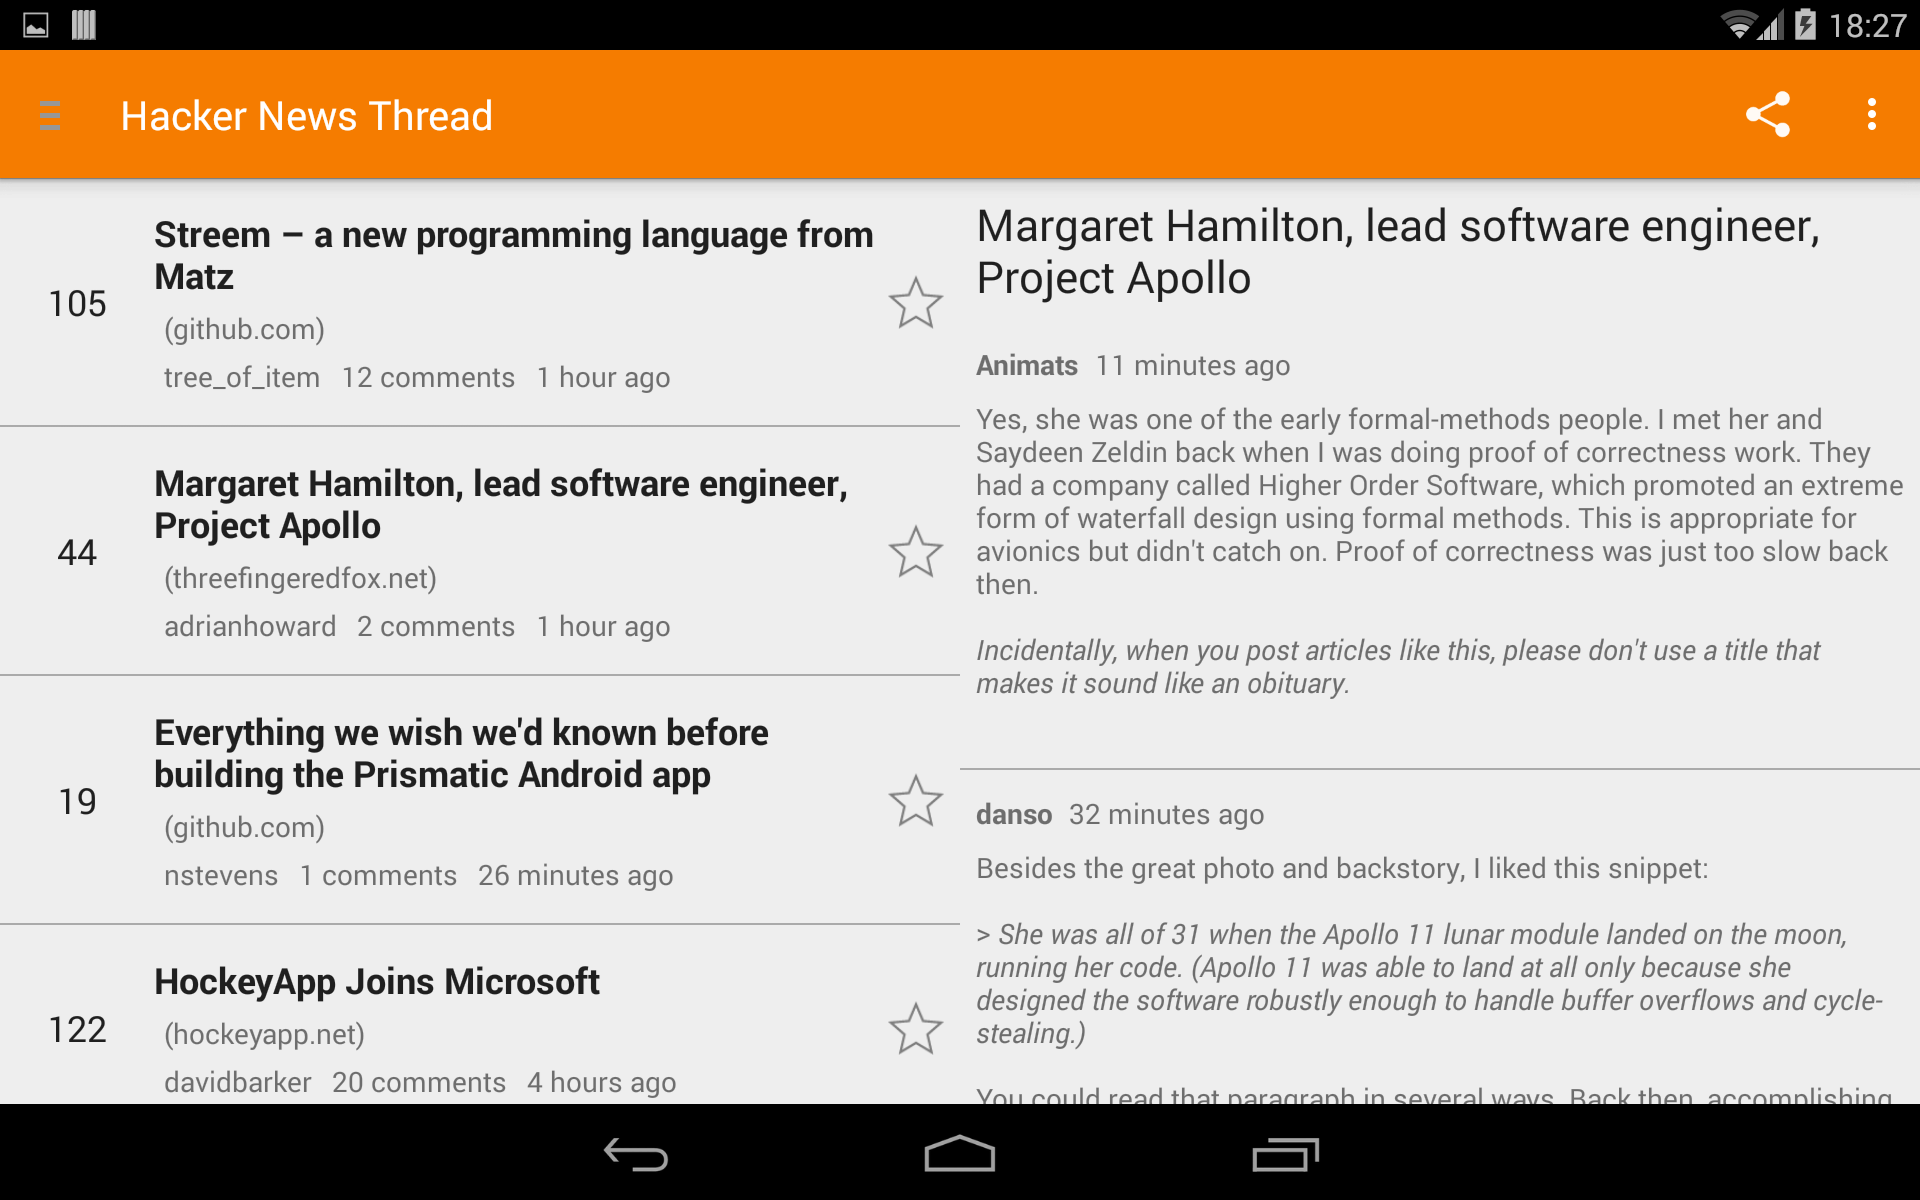 18:27
Hacker News Thread
105
Streem – a new programming language from
Matz
(github.com)
tree_of_item 12 comments 1 hour ago
44
Margaret Hamilton, lead software engineer,
Project Apollo
(threefingeredfox.net)
adrianhoward 2 comments 1 hour ago
19
Everything we wish we'd known before
building the Prismatic Android app
(github.com)
nstevens 1 comments 26 minutes ago
122
HockeyApp Joins Microsoft
(hockeyapp.net)
davidbarker 20 comments 4 hours ago
Margaret Hamilton, lead software engineer,
Project Apollo
Animats 11 minutes ago
Yes, she was one of the early formal-methods people. I met her and
Saydeen Zeldin back when I was doing proof of correctness work. They
had a company called Higher Order Software, which promoted an extreme
form of waterfall design using formal methods. This is appropriate for
avionics but didn't catch on. Proof of correctness was just too slow back
then.
Incidentally, when you post articles like this, please don't use a title that
makes it sound like an obituary.
danso 32 minutes ago
Besides the great photo and backstory, I liked this snippet:
> She was all of 31 when the Apollo 11 lunar module landed on the moon,
running her code. (Apollo 11 was able to land at all only because she
designed the software robustly enough to handle buffer overflows and cycle-
stealing.)
You could read that paragraph in several ways. Back then, accomplishing